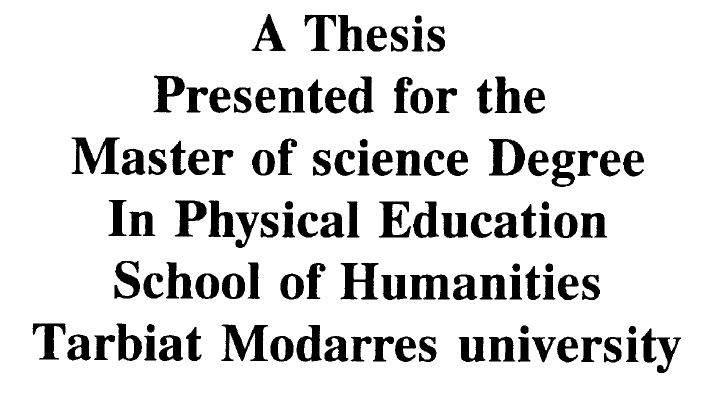 A Thesis
Presented for the
Master of science Degree
In Physical Education
School of Humanities
Tarbiat Modarres university